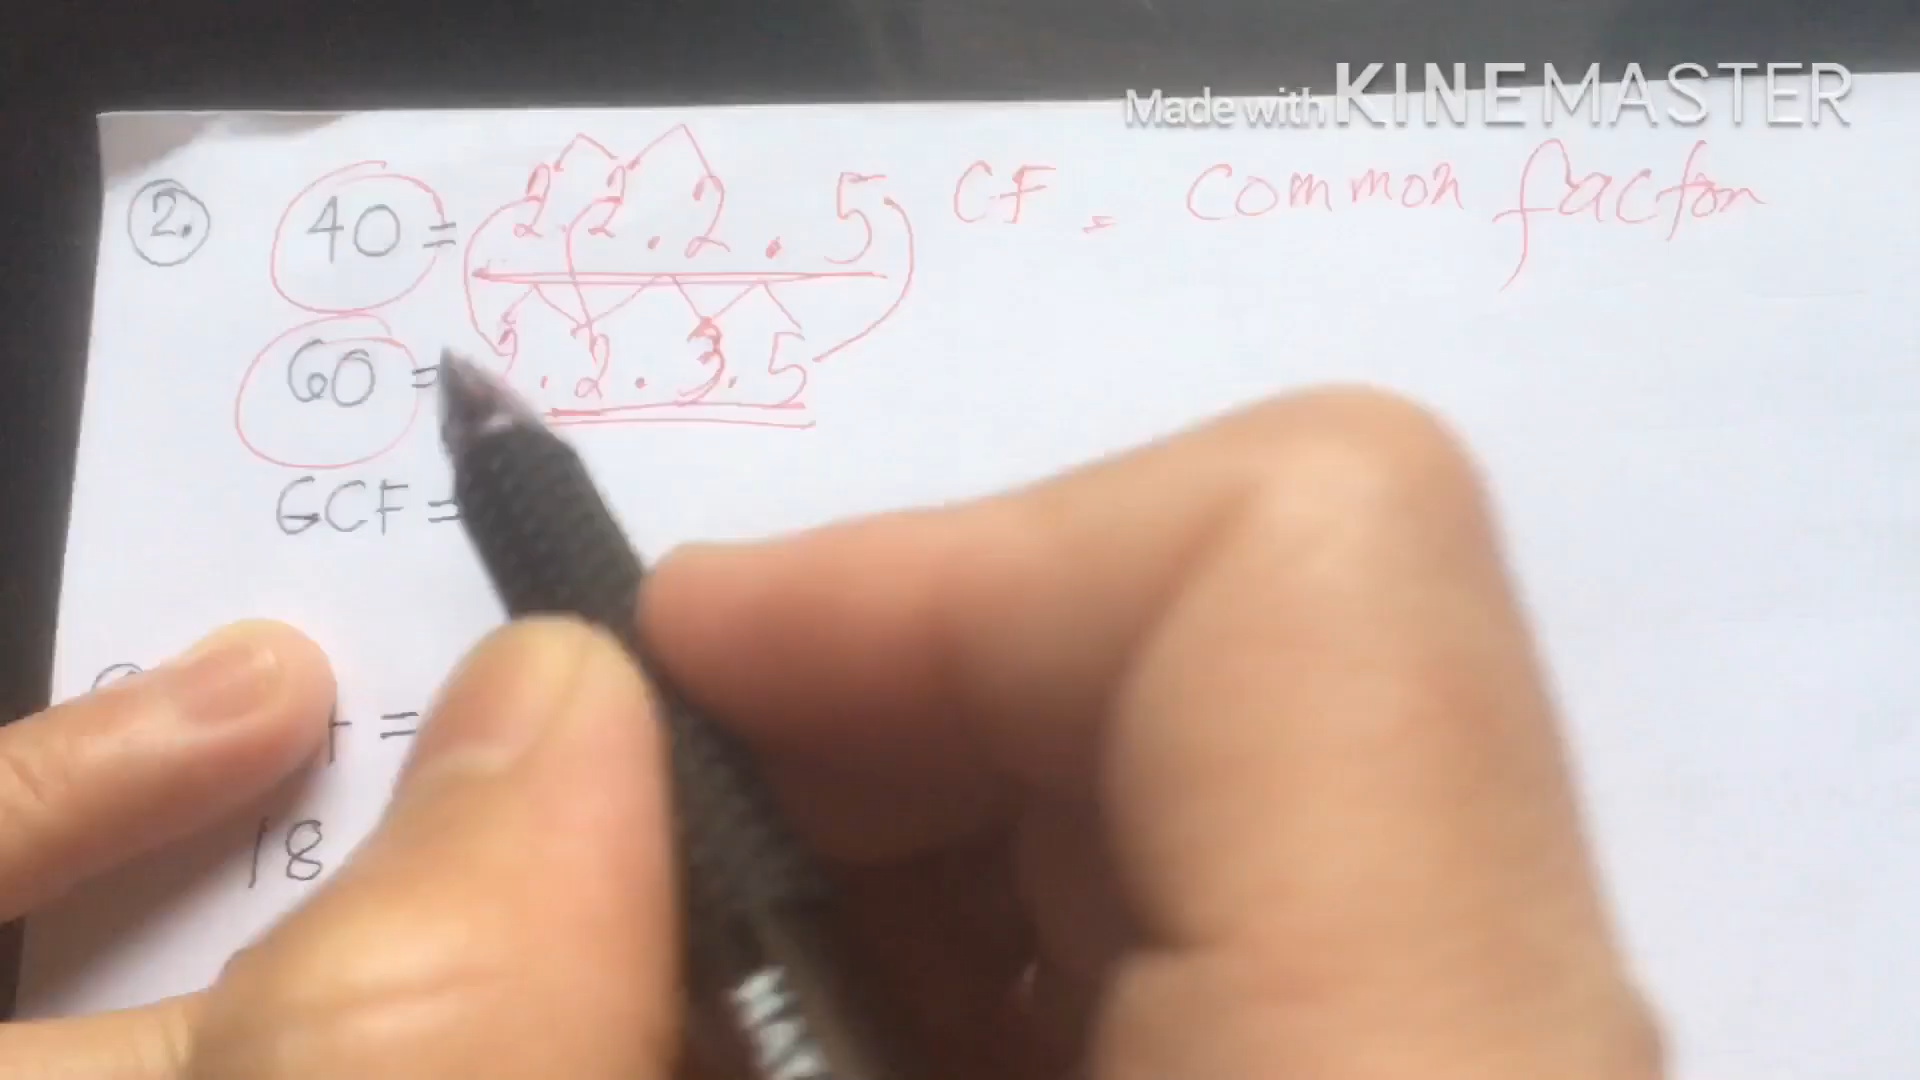 Made with KINEMASTER
2. 40 = 2.2.2.5 CF = Common factor
60 = 2.2.3.5
GCF =
=
18